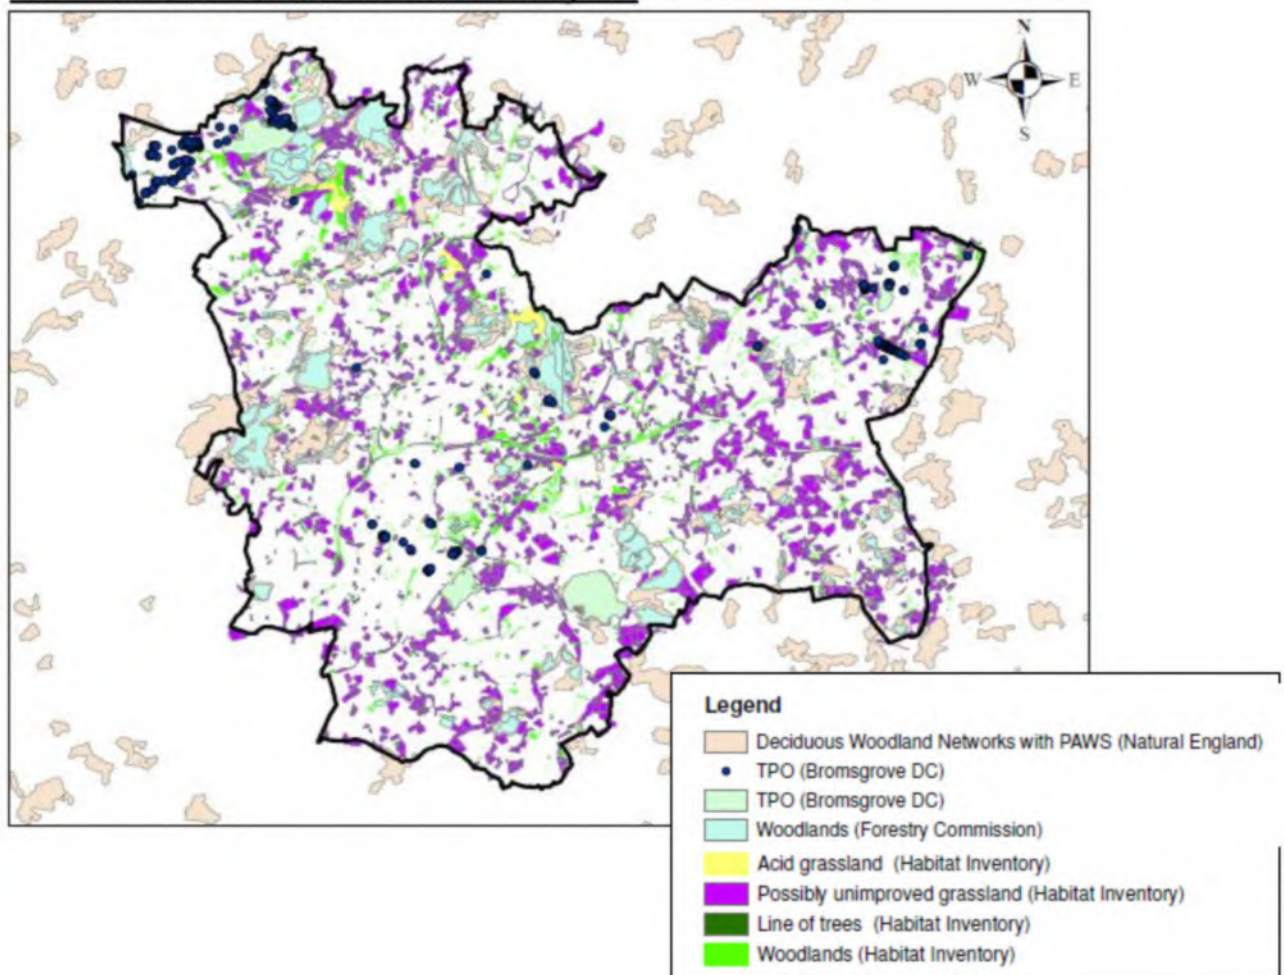 N
W E
S
Legend
Deciduous Woodland Networks with PAWS (Natural England)
TPO (Bromsgrove DC)
TPO (Bromsgrove DC)
Woodlands (Forestry Commission)
Acid grassland (Habitat Inventory)
Possibly unimproved grassland (Habitat Inventory)
Line of trees (Habitat Inventory)
Woodlands (Habitat Inventory)